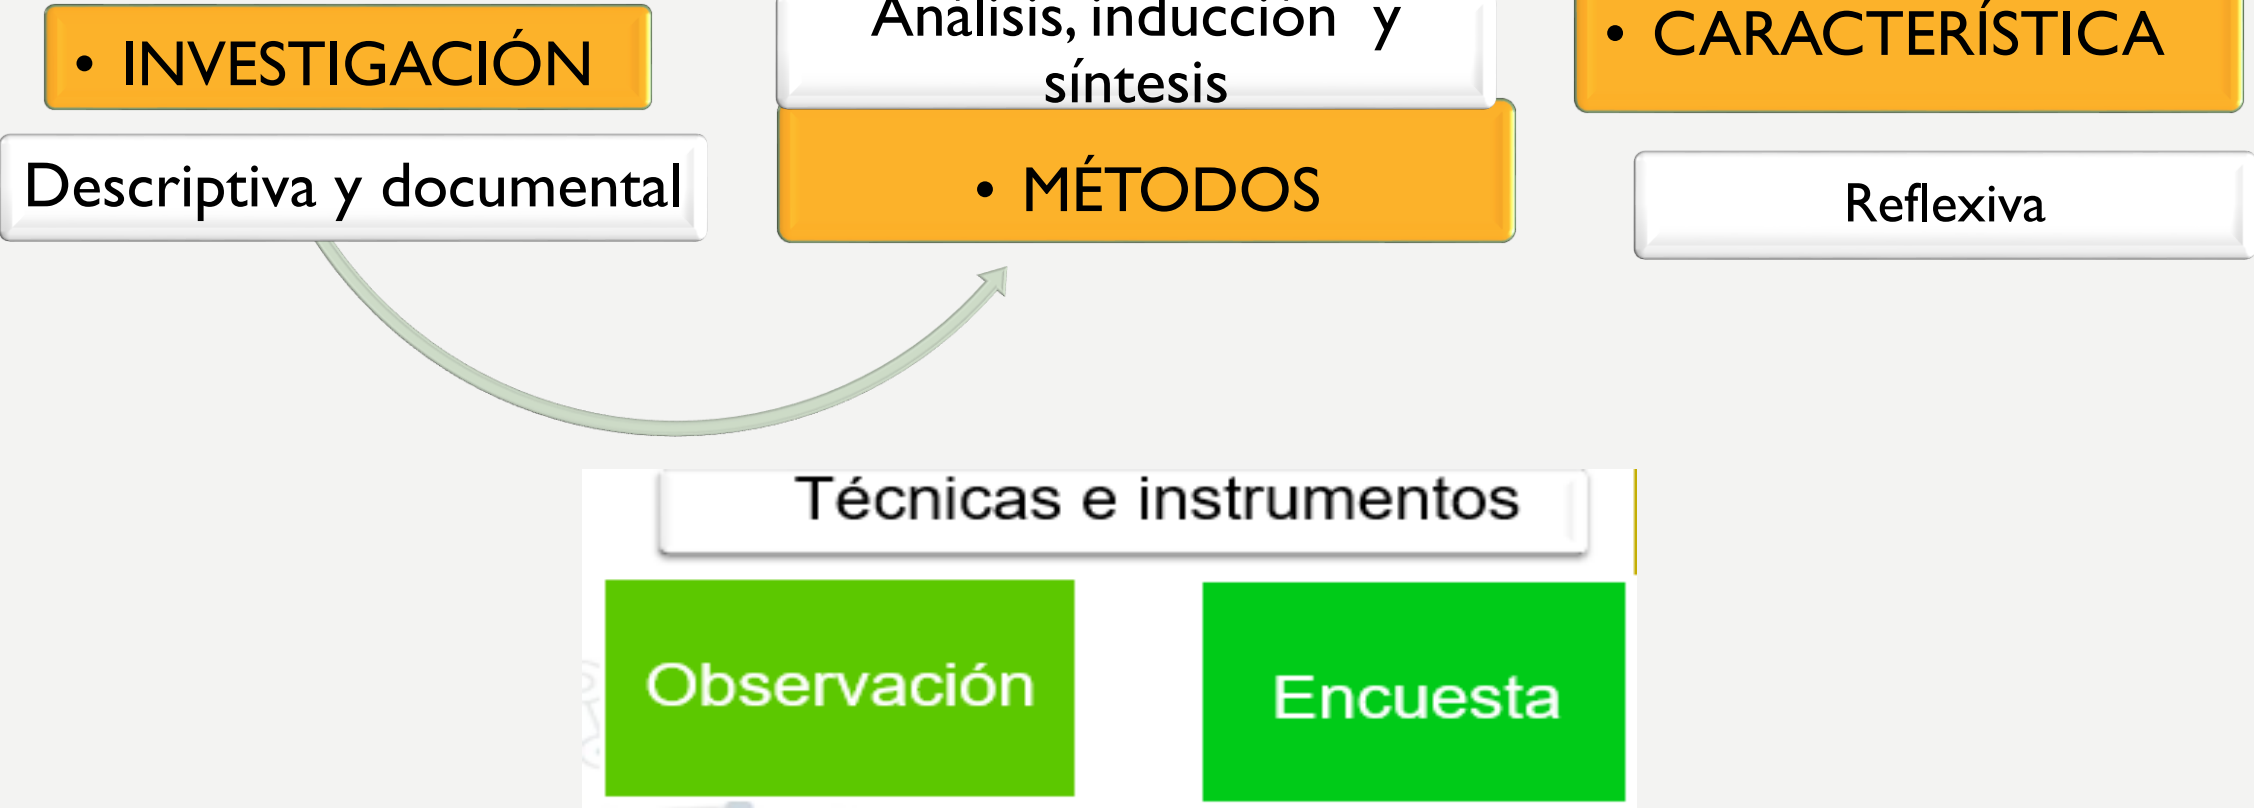 • INVESTIGACIÓN
Descriptiva y documental
Análisis, inducción y
síntesis
• MÉTODOS
• CARACTERÍSTICA
Reflexiva
Técnicas e instrumentos
Observación
Encuesta